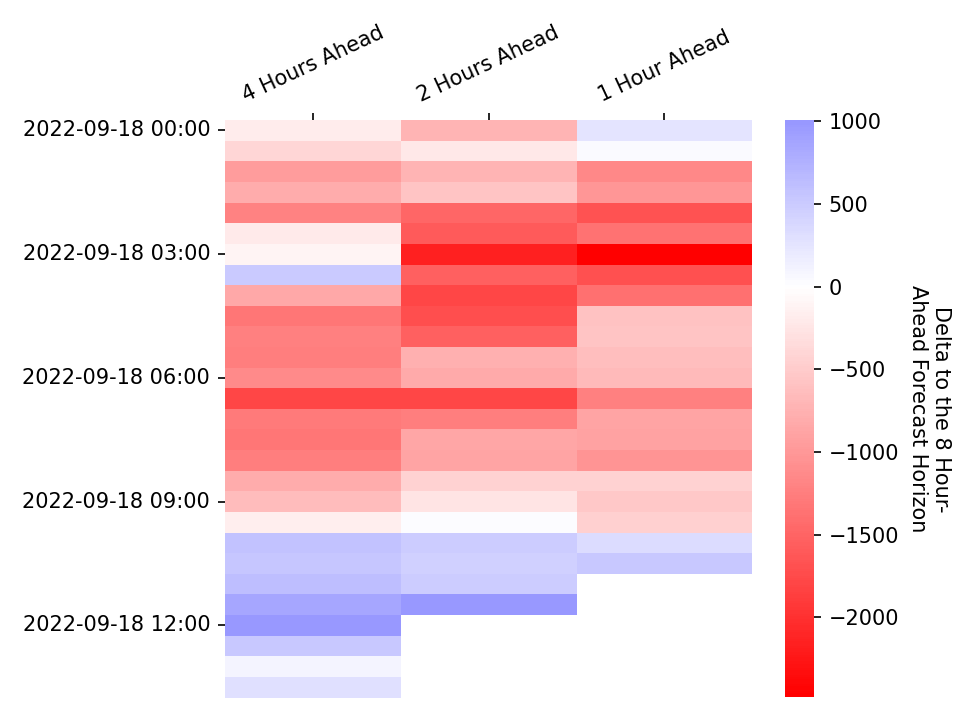 4 Hours Ahead
2 Hours Ahead
1 Hour Ahead
2022-09-18 00:00
2022-09-18 03:00
2022-09-18 06:00
2022-09-18 09:00
2022-09-18 12:00
1000
500
0
−500
−1000
−1500
−2000
Delta to the 8 Hour-
Ahead Forecast Horizon